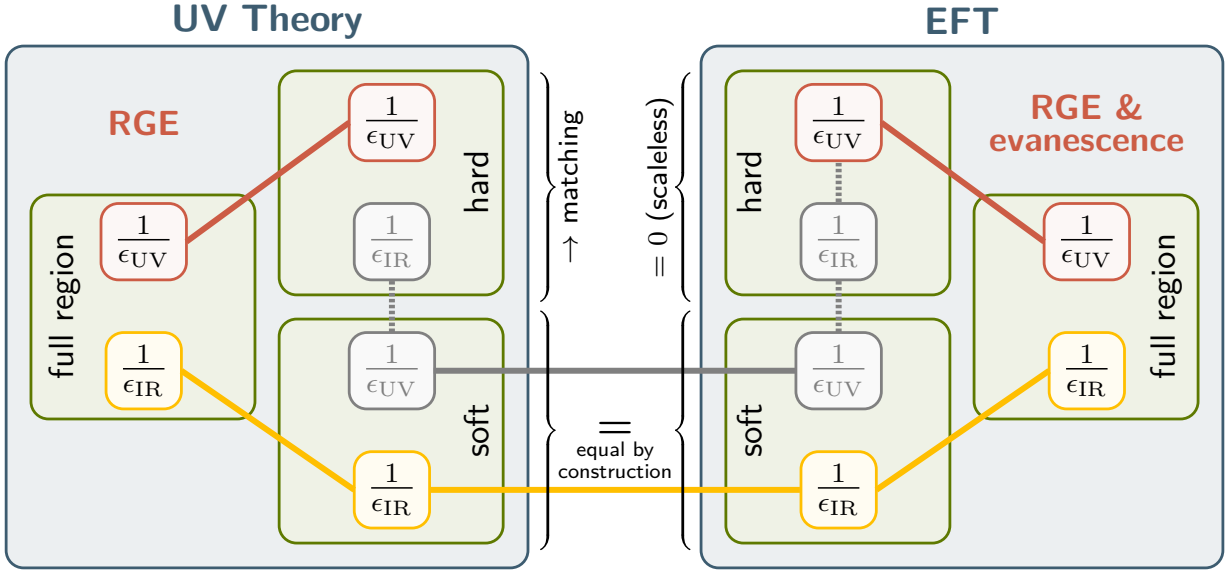 UV Theory
RGE
1
ϵUV
hard
1
ϵIR
full region
1
ϵUV
1
ϵIR
1
ϵUV
soft
1
ϵIR
→ matching
= 0 (scaleless)
=
equal by
construction
EFT
RGE &
evanescence
hard
1
ϵUV
1
ϵIR
1
ϵUV
full region
1
ϵIR
soft
1
ϵUV
1
ϵIR